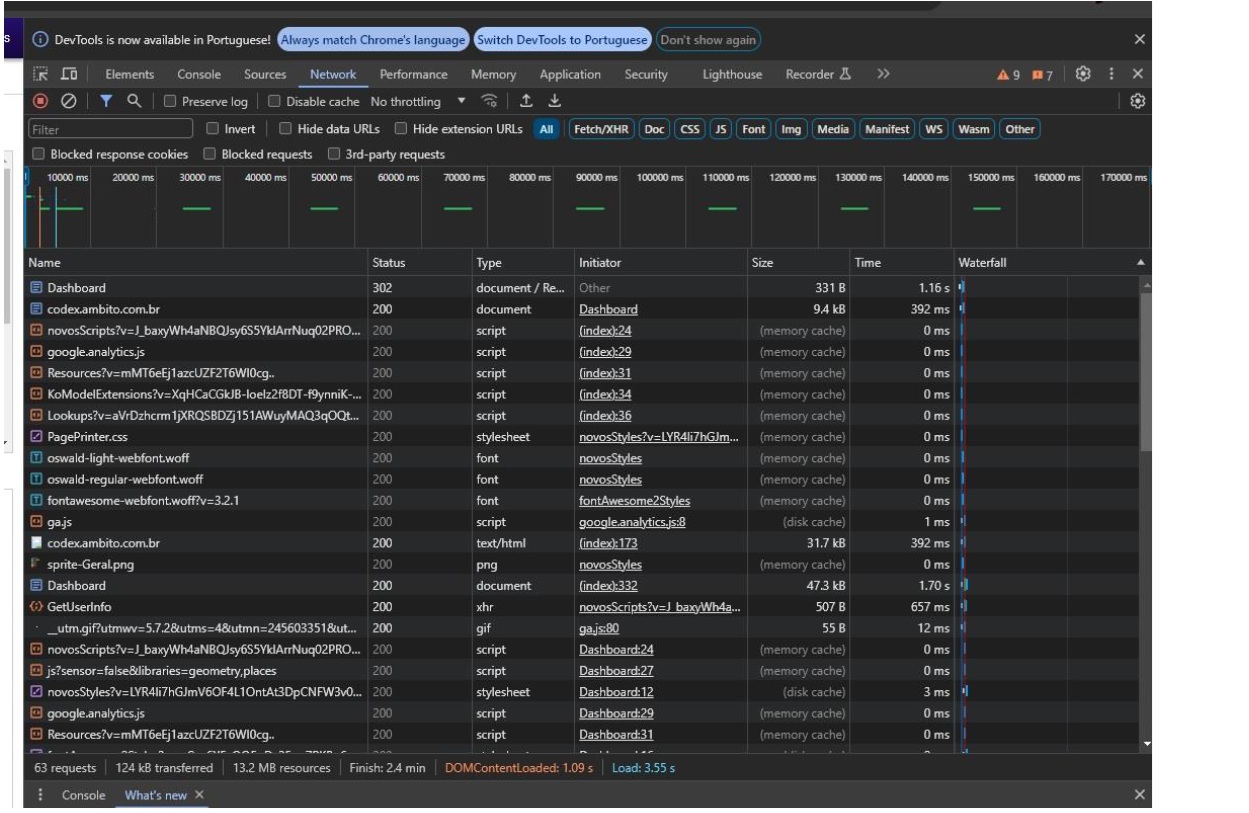 s
DevTools is now available in Portuguese! Always match Chrome's language Switch DevTools to Portuguese Don't show again
Elements Console Sources Network Performance Memory Application Security Lighthouse Recorder 9 7
Preserve log Disable cache No throttling
Filter Invert Hide data URLs Hide extension URLs All Fetch/XHR Doc CSS JS Font Img Media Manifest WS Wasm Other
Blocked response cookies Blocked requests 3rd-party requests
10000 ms 20000 ms 30000 ms 40000 ms 50000 ms 60000 ms 70000 ms 80000 ms 90000 ms 100000 ms 110000 ms 120000 ms 130000 ms 140000 ms 150000 ms 160000 ms 170000 ms
Name Status Type Initiator Size Time Waterfall
Dashboard 302 document / Re... Other 331 B 1.16 s
codex.ambito.com.br 200 document Dashboard 9.4 kB 392 ms
novosScripts?v=J_baxyWh4aNBQJsy6S5YkIArrNuq02PRO... 200 script (index):24 (memory cache) 0 ms
google.analytics.js 200 script (index):29 (memory cache) 0 ms
Resources?v=mMT6eEj1azcUZF2T6WI0cg.. 200 script (index):31 (memory cache) 0 ms
KoModelExtensions?v=XqHCaCGkJB-loelz2f8DT-f9ynniK-... 200 script (index):34 (memory cache) 0 ms
Lookups?v=aVrDzhcrm1jXRQSBDZj151AWuyMAQ3qOQt... 200 script (index):36 (memory cache) 0 ms
PagePrinter.css 200 stylesheet novosStyles?v=LYR4Ii7hGJm... (memory cache) 0 ms
oswald-light-webfont.woff 200 font novosStyles (memory cache) 0 ms
oswald-regular-webfont.woff 200 font novosStyles (memory cache) 0 ms
fontawesome-webfont.woff?v=3.2.1 200 font fontAwesome2Styles (memory cache) 0 ms
ga.js 200 script google.analytics.js:8 (disk cache) 1 ms
codex.ambito.com.br 200 text/html (index):173 31.7 kB 392 ms
sprite-Geral.png 200 png novosStyles (memory cache) 0 ms
Dashboard 200 document (index):332 47.3 kB 1.70 s
GetUserInfo 200 xhr novosScripts?v=J_baxyWh4a... 507 B 657 ms
__utm.gif?utmwv=5.7.2&utms=4&utmn=245603351&ut... 200 gif ga.js:80 55 B 12 ms
novosScripts?v=J_baxyWh4aNBQJsy6S5YkIArrNuq02PRO... 200 script Dashboard:24 (memory cache) 0 ms
js?sensor=false&libraries=geometry,places 200 script Dashboard:27 (memory cache) 0 ms
novosStyles?v=LYR4Ii7hGJmV6OF4L1OntAt3DpCNFW3v0... 200 stylesheet Dashboard:12 (disk cache) 3 ms
google.analytics.js 200 script Dashboard:29 (memory cache) 0 ms
Resources?v=mMT6eEj1azcUZF2T6WI0cg.. 200 script Dashboard:31 (memory cache) 0 ms
63 requests 124 kB transferred 13.2 MB resources Finish: 2.4 min DOMContentLoaded: 1.09 s Load: 3.55 s
Console What's new